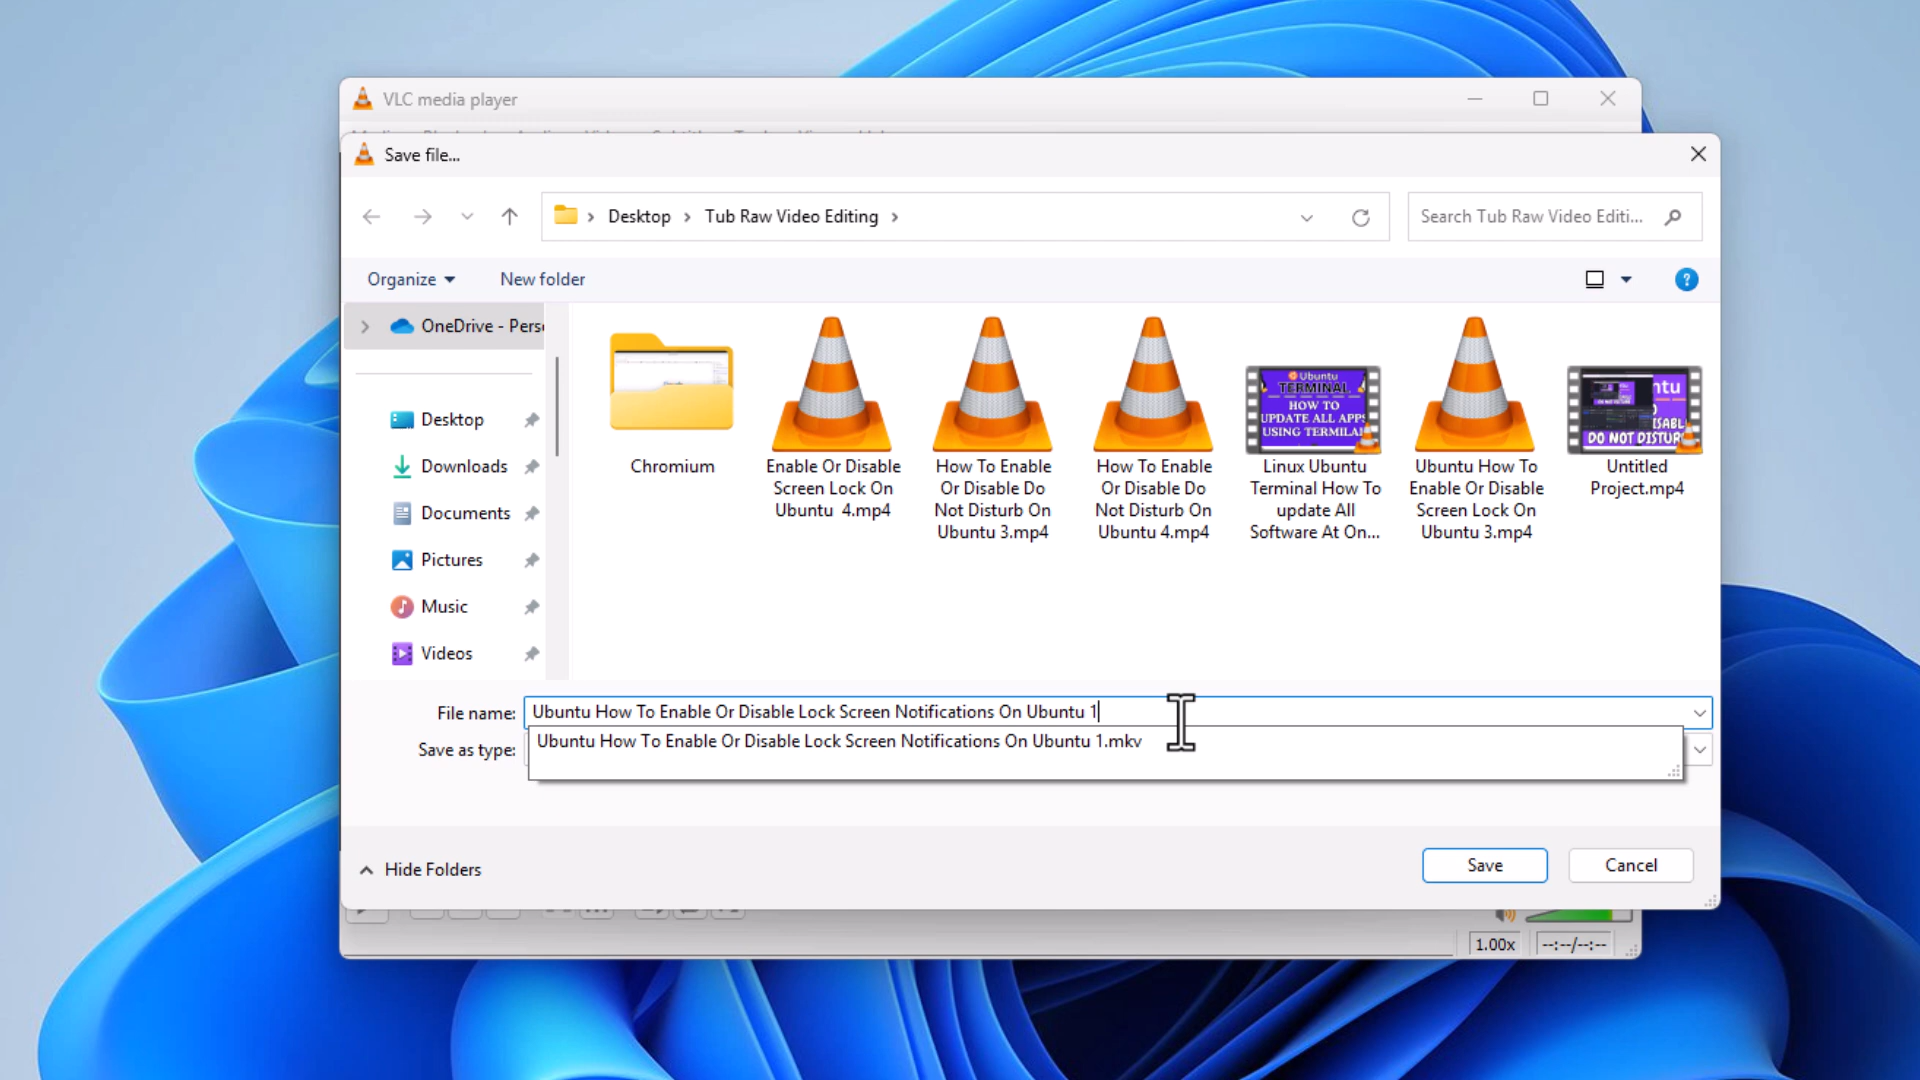 VLC media player
Save file...
Desktop > Tub Raw Video Editing >
Search Tub Raw Video Editi...
Organize
New folder
?
OneDrive - Pers
Desktop
Downloads
Documents
Pictures
Music
Videos
Chromium
Enable Or Disable
Screen Lock On
Ubuntu 4.mp4
How To Enable
Or Disable Do
Not Disturb On
Ubuntu 3.mp4
How To Enable
Or Disable Do
Not Disturb On
Ubuntu 4.mp4
Ubuntu
TERMINAL
HOW TO
UPDATE ALL APPS
USING TERMILA
Linux Ubuntu
Terminal How To
update All
Software At On...
Ubuntu How To
Enable Or Disable
Screen Lock On
Ubuntu 3.mp4
ntu
ISABL
DO NOT DISTUR
Untitled
Project.mp4
File name:
Ubuntu How To Enable Or Disable Lock Screen Notifications On Ubuntu 1
Ubuntu How To Enable Or Disable Lock Screen Notifications On Ubuntu 1.mkv
Save as type:
Hide Folders
Save
Cancel
1.00x
--:--/--:--